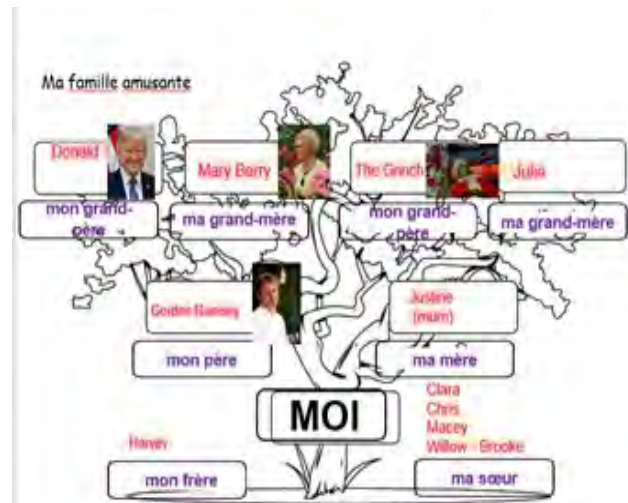 Ma famille amusante
Donald
Mary Berry
The Grinch
Julie
mon grand-père
ma grand-mère
mon grand-père
ma grand-mère
Gordon Ramsey
Justine
(mum)
mon père
ma mère
MOI
Clara
Chris
Macey
Willow - Brooke
Harvey
mon frère
ma sœur